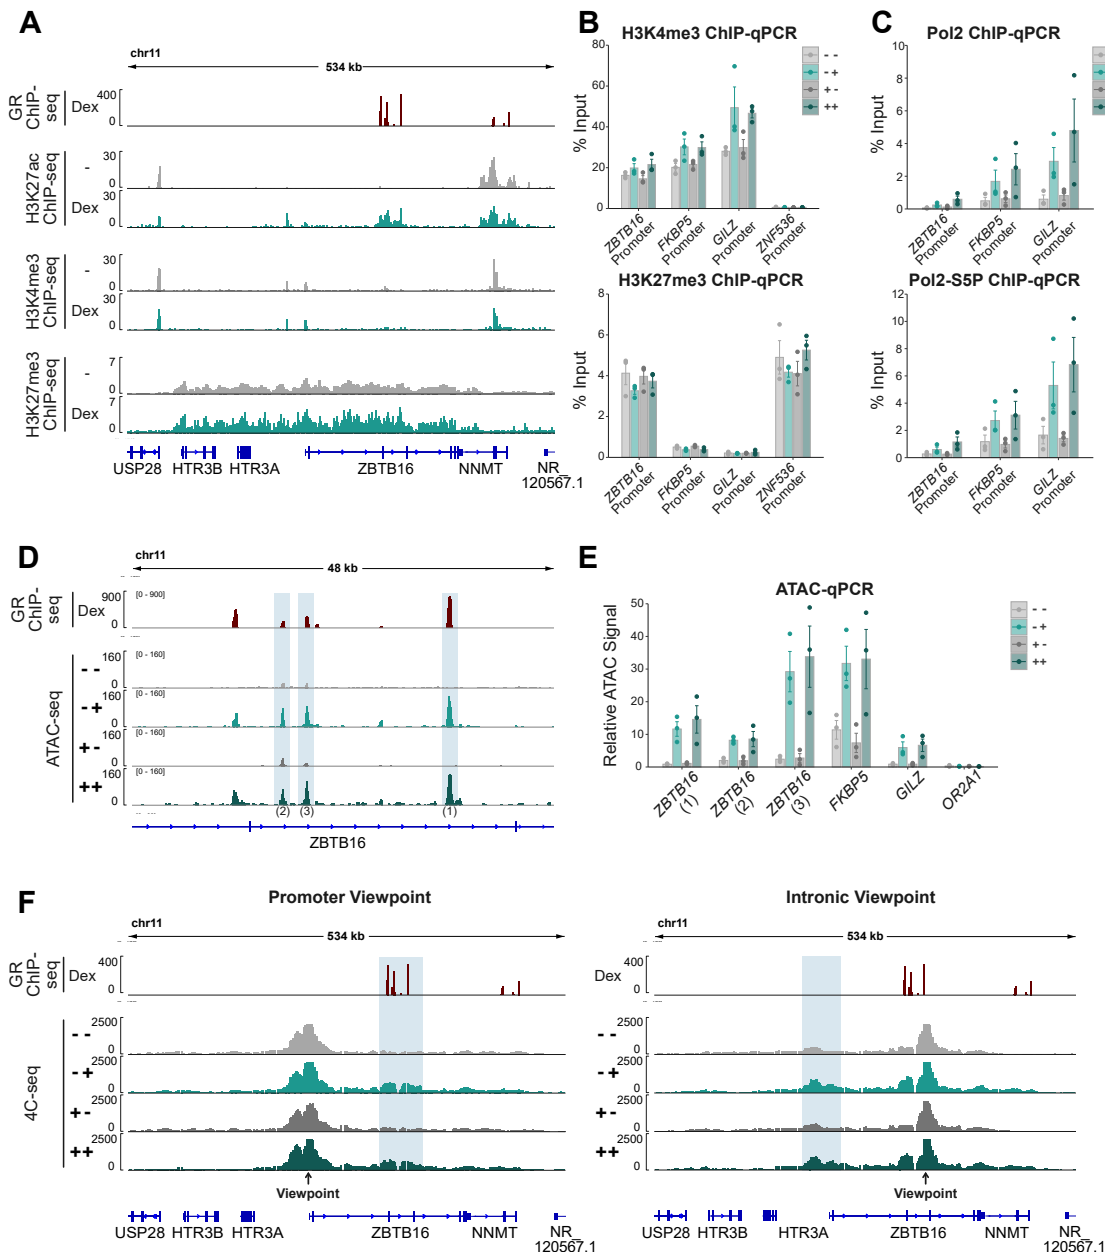 A
chr11
534 kb
GR ChIP-seq
Dex
400
0
H3K27ac ChIP-seq
-
30
0
Dex
30
0
H3K4me3 ChIP-seq
-
30
0
Dex
30
0
H3K27me3 ChIP-seq
-
7
0
Dex
7
0
USP28 HTR3B HTR3A ZBTB16 NNMT NR_120567.1
B
H3K4me3 ChIP-qPCR
% Input
80
60
40
20
0
- -
- +
+ -
+ +
ZBTB16 Promoter
FKBP5 Promoter
GILZ Promoter
ZNF536 Promoter
H3K27me3 ChIP-qPCR
% Input
8
6
4
2
0
ZBTB16 Promoter
FKBP5 Promoter
GILZ Promoter
ZNF536 Promoter
C
Pol2 ChIP-qPCR
% Input
10
8
6
4
2
0
ZBTB16 Promoter
FKBP5 Promoter
GILZ Promoter
Pol2-S5P ChIP-qPCR
% Input
12
10
8
6
4
2
0
ZBTB16 Promoter
FKBP5 Promoter
GILZ Promoter
D
chr11
48 kb
GR ChIP-seq
Dex
900
0
[0 - 900]
ATAC-seq
- -
160
0
[0 - 160]
- +
160
0
[0 - 160]
+ -
160
0
[0 - 160]
+ +
160
0
[0 - 160]
(2) (3) (1)
ZBTB16
E
ATAC-qPCR
Relative ATAC Signal
50
40
30
20
10
0
- -
- +
+ -
+ +
ZBTB16 (1)
ZBTB16 (2)
ZBTB16 (3)
FKBP5
GILZ
OR2A1
F
Promoter Viewpoint
chr11
534 kb
GR ChIP-seq
Dex
400
0
4C-seq
- -
2500
0
- +
2500
0
+ -
2500
0
+ +
2500
0
Viewpoint
USP28 HTR3B HTR3A ZBTB16 NNMT NR_120567.1
Intronic Viewpoint
chr11
534 kb
Dex
400
0
- -
2500
0
- +
2500
0
+ -
2500
0
+ +
2500
0
Viewpoint
USP28 HTR3B HTR3A ZBTB16 NNMT NR_120567.1